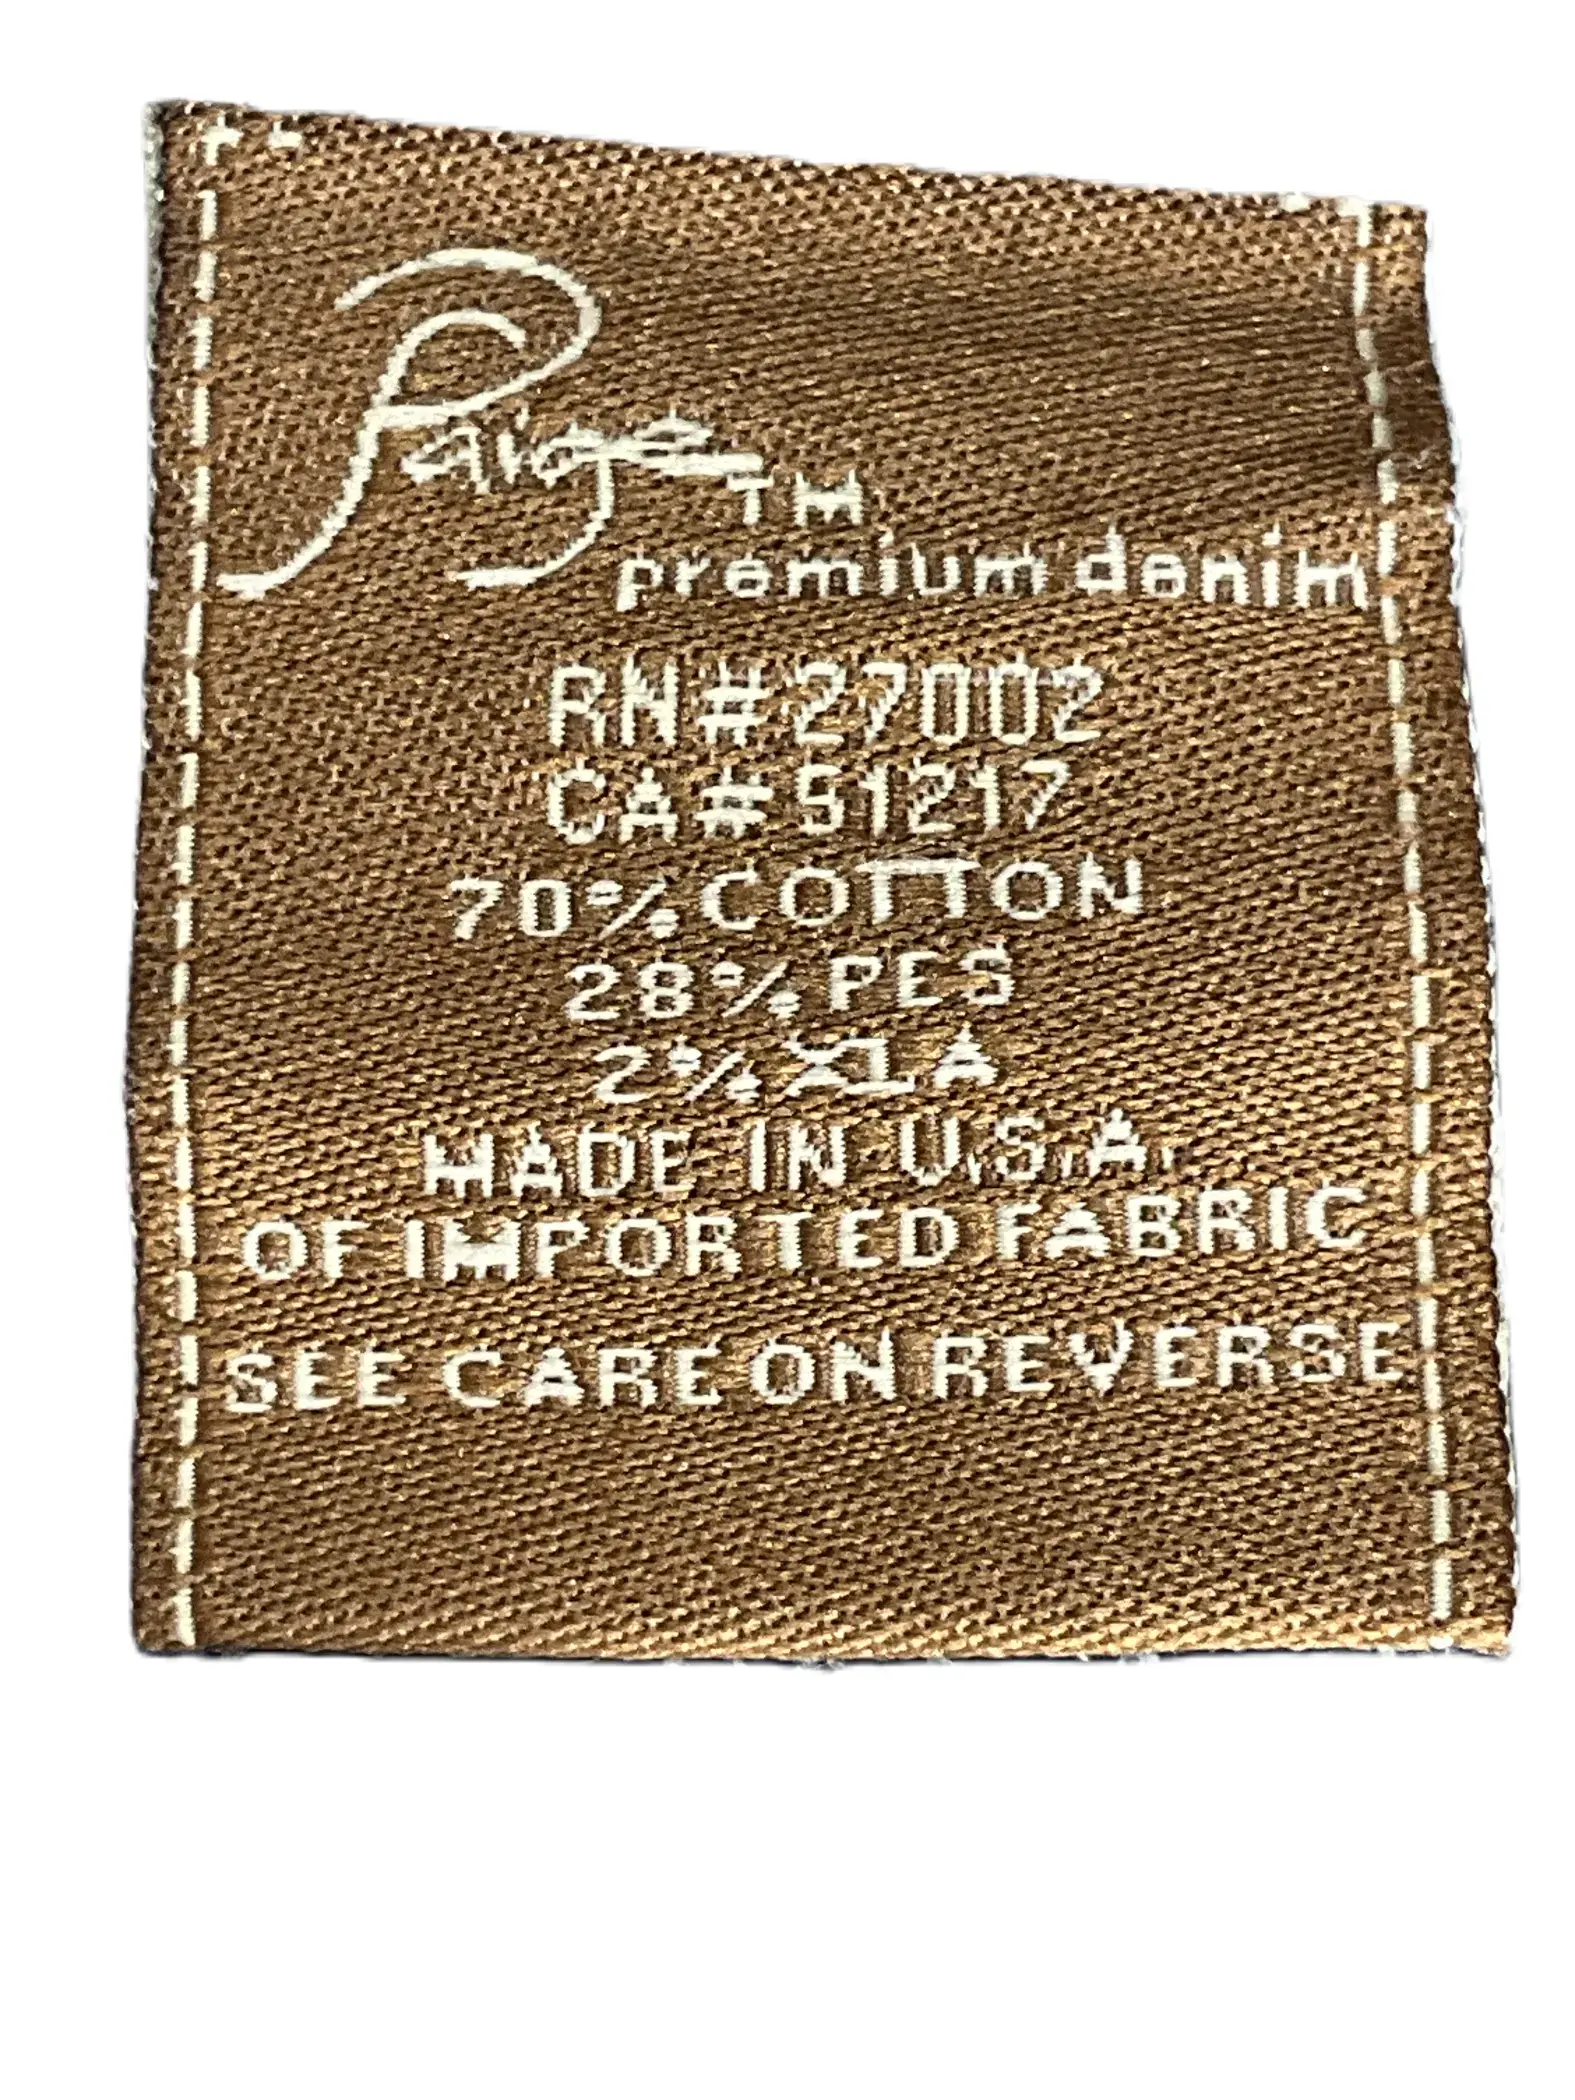 Paige TM
premium denim
RN#27002
CA#51217
70% COTTON
28% PES
2% XLA
MADE IN U.S.A.
OF IMPORTED FABRIC
SEE CARE ON REVERSE